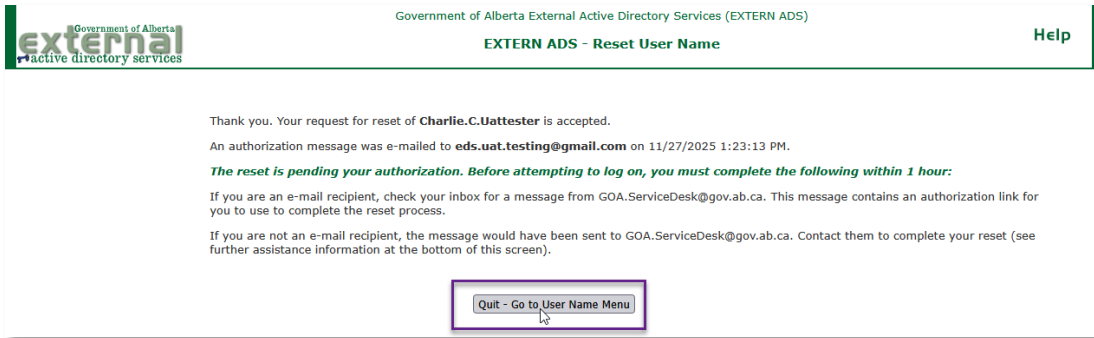 Government of Alberta
external
active directory services
Government of Alberta External Active Directory Services (EXTERN ADS)
EXTERN ADS - Reset User Name
Help
Thank you. Your request for reset of Charlie.C.Uattester is accepted.
An authorization message was e-mailed to eds.uat.testing@gmail.com on 11/27/2025 1:23:13 PM.
The reset is pending your authorization. Before attempting to log on, you must complete the following within 1 hour:
If you are an e-mail recipient, check your inbox for a message from GOA.ServiceDesk@gov.ab.ca. This message contains an authorization link for
you to use to complete the reset process.
If you are not an e-mail recipient, the message would have been sent to GOA.ServiceDesk@gov.ab.ca. Contact them to complete your reset (see
further assistance information at the bottom of this screen).
Quit - Go to User Name Menu